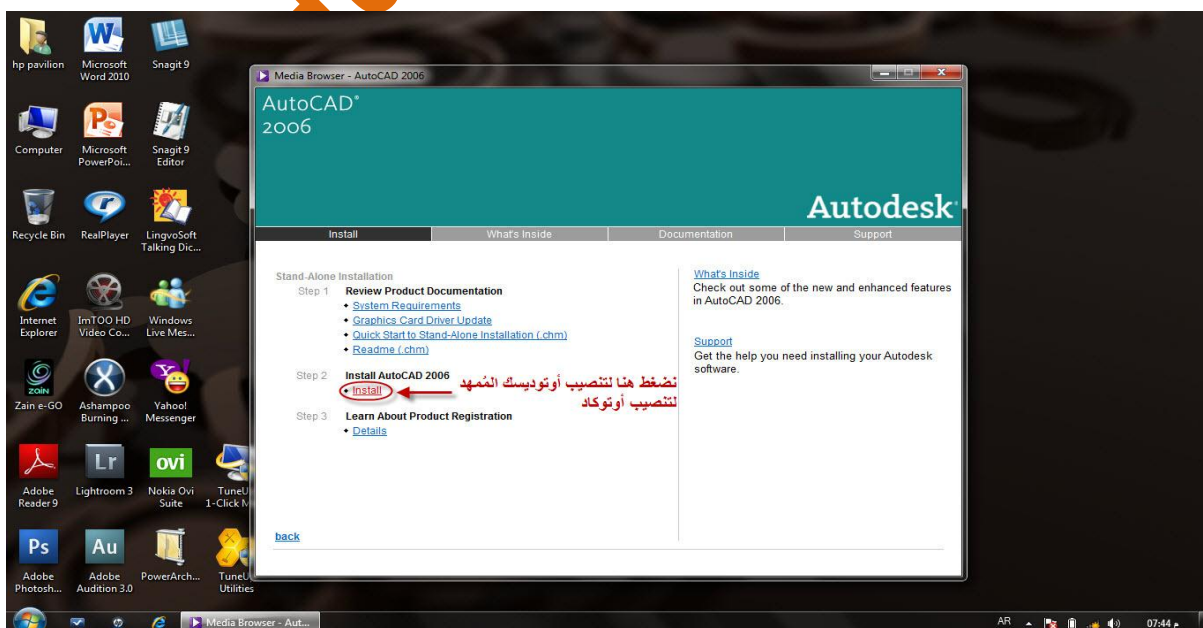 hp pavilion
Microsoft
Word 2010
Snagit 9
Computer
Microsoft
PowerPoi...
Snagit 9
Editor
Recycle Bin
RealPlayer
LingvoSoft
Talking Dic...
Internet
Explorer
ImTOO HD
Video Co...
Windows
Live Mes...
zain
Zain e-GO
Ashampoo
Burning ...
Yahoo!
Messenger
Lr
ovi
Adobe
Reader 9
Lightroom 3
Nokia Ovi
Suite
TuneU
1-Click M
Ps
Au
Adobe
Photosh...
Adobe
Audition 3.0
PowerArch...
TuneU
Utilities
Media Browser - AutoCAD 2006
AutoCAD®
2006
Autodesk®
Install What's Inside Documentation Support
Stand-Alone Installation
Step 1 Review Product Documentation
System Requirements
Graphics Card Driver Update
Quick Start to Stand-Alone Installation (.chm)
Readme (.chm)
Step 2 Install AutoCAD 2006
Install
نضغط هنا لتنصيب أوتوديسك المُمهد
لتنصيب أوتوكاد
Step 3 Learn About Product Registration
Details
back
What's Inside
Check out some of the new and enhanced features
in AutoCAD 2006.
Support
Get the help you need installing your Autodesk
software.
Media Browser - Aut...
AR
07:44 م